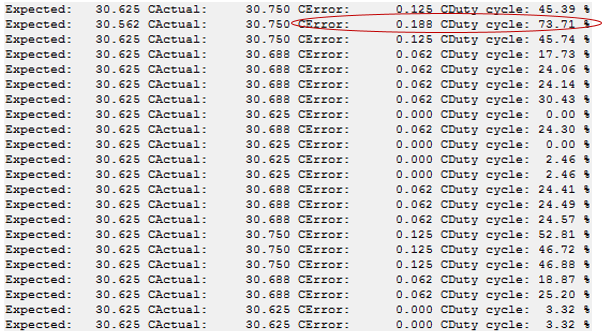 Expected: 30.625 CActual: 30.750 CError: 0.125 CDuty cycle: 45.39 %
Expected: 30.562 CActual: 30.750 CError: 0.188 CDuty cycle: 73.71 %
Expected: 30.625 CActual: 30.750 CError: 0.125 CDuty cycle: 45.74 %
Expected: 30.625 CActual: 30.688 CError: 0.062 CDuty cycle: 17.73 %
Expected: 30.625 CActual: 30.688 CError: 0.062 CDuty cycle: 24.06 %
Expected: 30.625 CActual: 30.688 CError: 0.062 CDuty cycle: 24.14 %
Expected: 30.625 CActual: 30.688 CError: 0.062 CDuty cycle: 30.43 %
Expected: 30.625 CActual: 30.625 CError: 0.000 CDuty cycle: 0.00 %
Expected: 30.625 CActual: 30.688 CError: 0.062 CDuty cycle: 24.30 %
Expected: 30.625 CActual: 30.625 CError: 0.000 CDuty cycle: 0.00 %
Expected: 30.625 CActual: 30.625 CError: 0.000 CDuty cycle: 2.46 %
Expected: 30.625 CActual: 30.625 CError: 0.000 CDuty cycle: 2.46 %
Expected: 30.625 CActual: 30.688 CError: 0.062 CDuty cycle: 24.41 %
Expected: 30.625 CActual: 30.688 CError: 0.062 CDuty cycle: 24.49 %
Expected: 30.625 CActual: 30.688 CError: 0.062 CDuty cycle: 24.57 %
Expected: 30.625 CActual: 30.750 CError: 0.125 CDuty cycle: 52.81 %
Expected: 30.625 CActual: 30.750 CError: 0.125 CDuty cycle: 46.72 %
Expected: 30.625 CActual: 30.750 CError: 0.125 CDuty cycle: 46.88 %
Expected: 30.625 CActual: 30.688 CError: 0.062 CDuty cycle: 18.87 %
Expected: 30.625 CActual: 30.688 CError: 0.062 CDuty cycle: 25.20 %
Expected: 30.625 CActual: 30.625 CError: 0.000 CDuty cycle: 3.32 %
Expected: 30.625 CActual: 30.625 CError: 0.000 CDuty cycle: 3.32 %